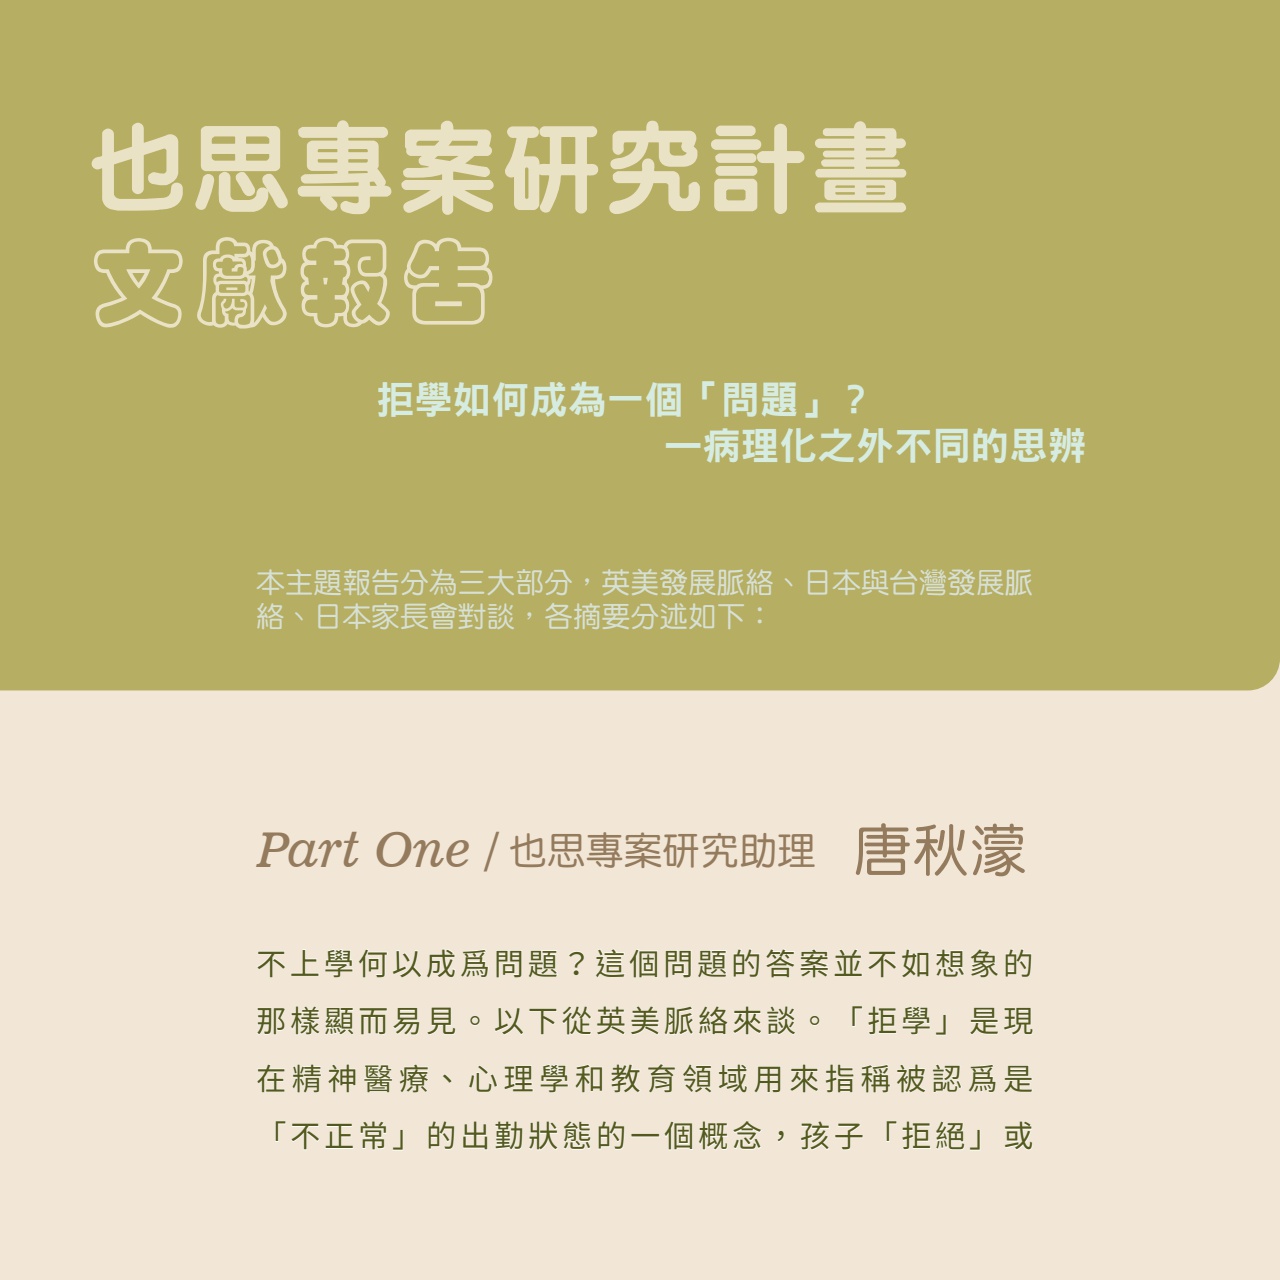 也思專案研究計畫
文獻報告
拒學如何成為一個「問題」?
一病理化之外不同的思辨
本主題報告分為三大部分，英美發展脈絡、日本與台灣發展脈
絡、日本家長會對談，各摘要分述如下：
Part One / 也思專案研究助理 唐秋濛
不上學何以成爲問題？這個問題的答案並不如想象的
那樣顯而易見。以下從英美脈絡來談。「拒學」是現
在精神醫療、心理學和教育領域用來指稱被認爲是
「不正常」的出勤狀態的一個概念，孩子「拒絕」或